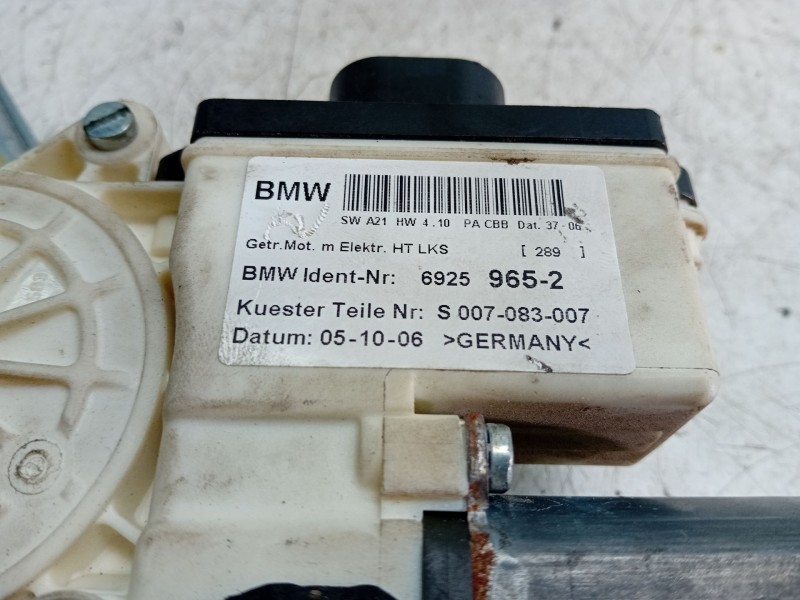 BMW
SW A21 HW 4.10 PA CBB Dat. 37-06
Getr.Mot. m Elektr. HT LKS [ 289 ]
BMW Ident-Nr: 6925 965-2
Kuester Teile Nr: S 007-083-007
Datum: 05-10-06 >GERMANY<